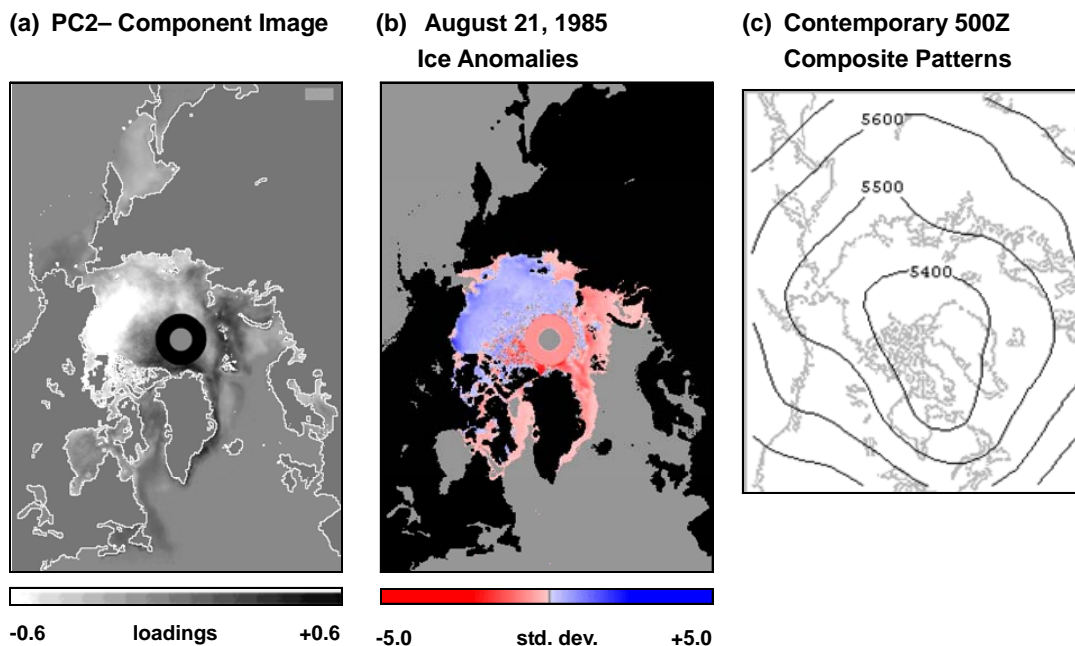 (a) PC2– Component Image
(b) August 21, 1985
Ice Anomalies
(c) Contemporary 500Z
Composite Patterns
5600
5500
5400
-0.6 loadings +0.6
-5.0 std. dev. +5.0